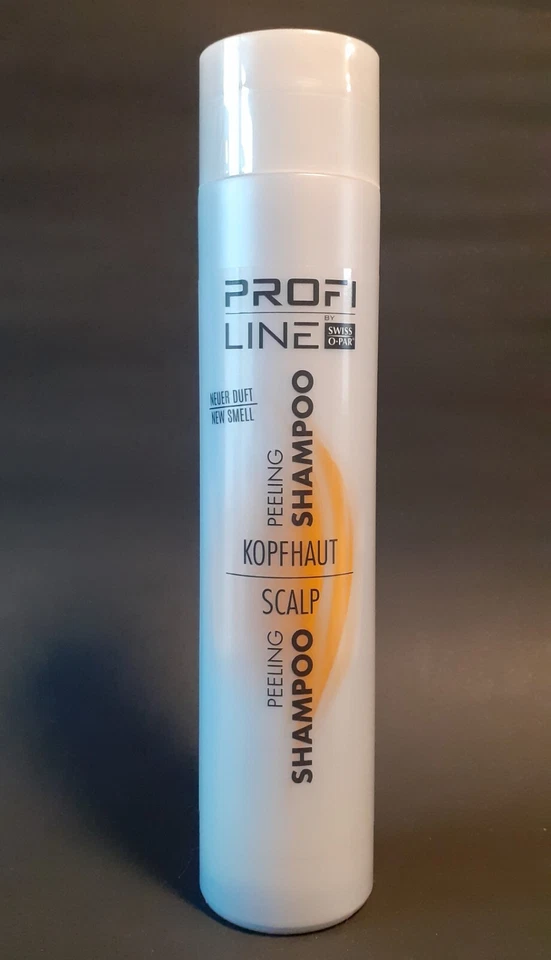 PROFI
LINE
BY
SWISS
O-PAR®
NEUER DUFT
NEW SMELL
PEELING
SHAMPOO
KOPFHAUT
SCALP
PEELING
SHAMPOO